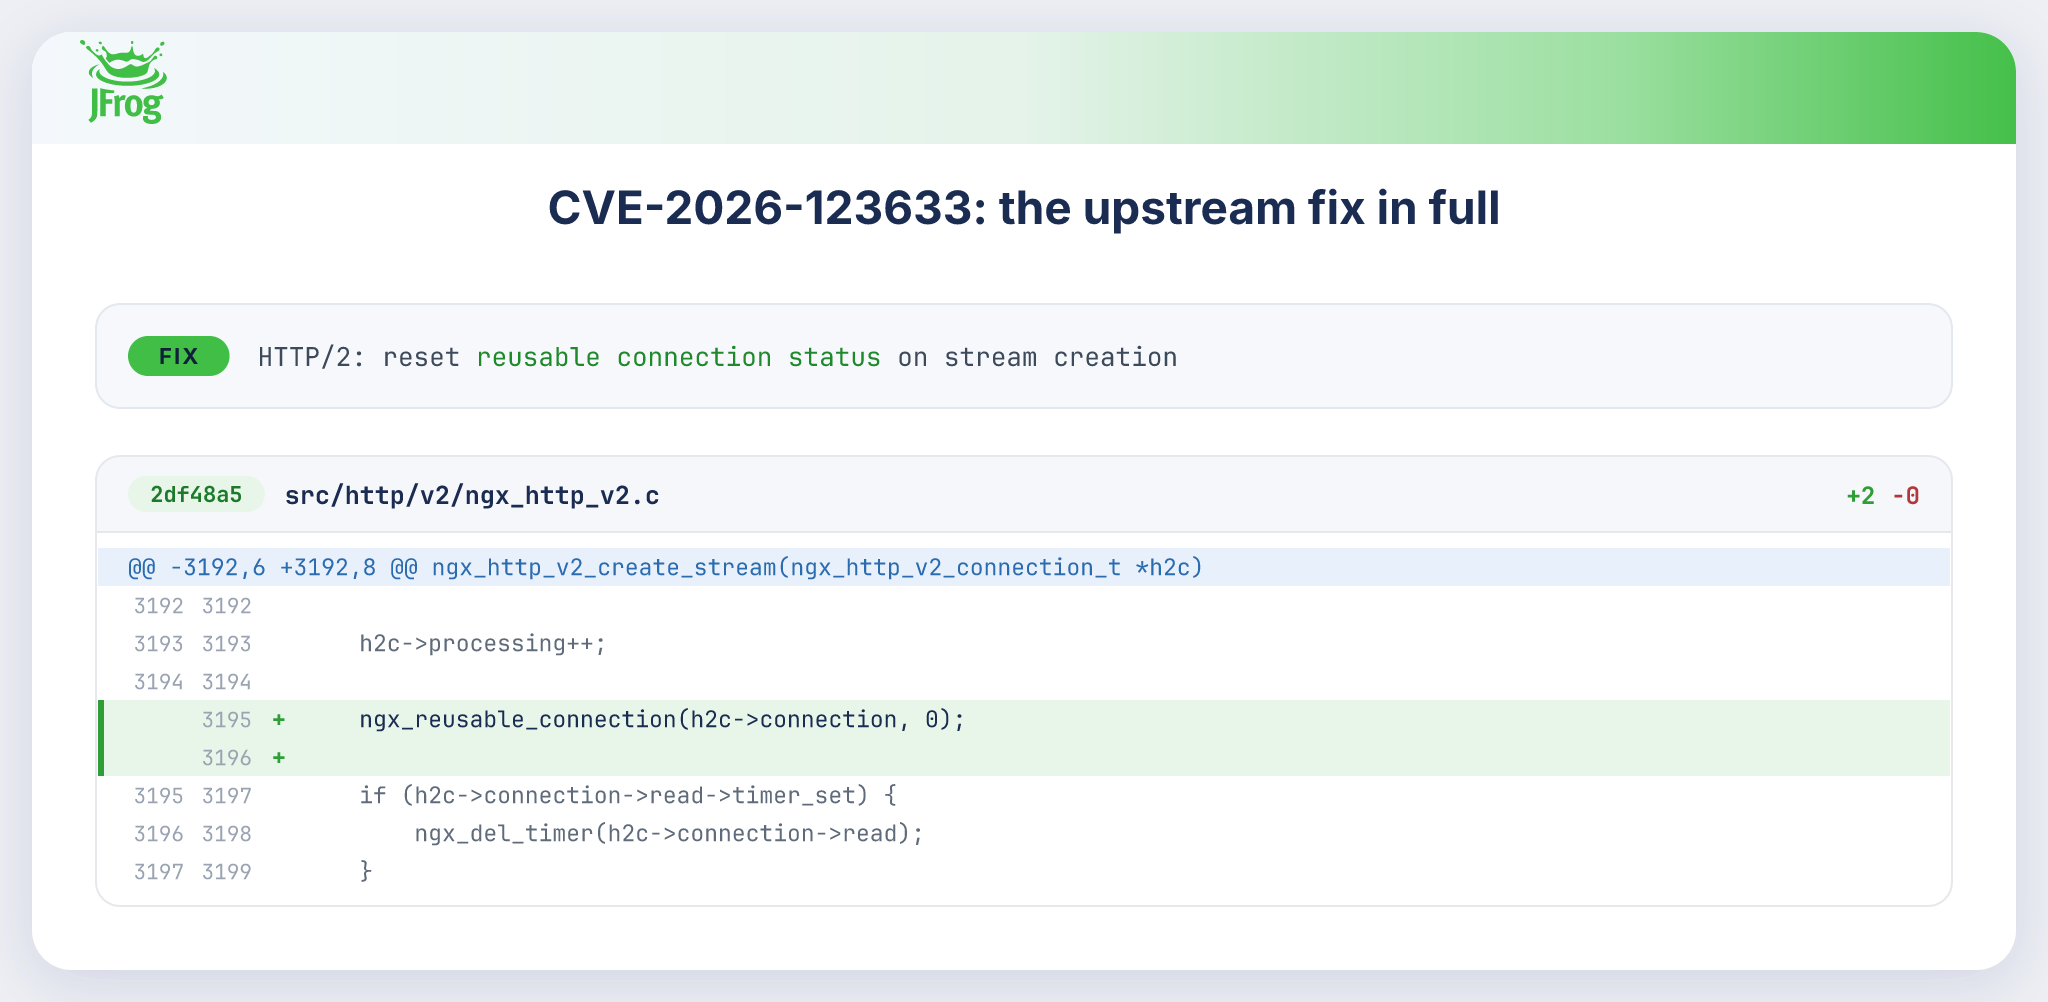 JFrog
CVE-2026-123633: the upstream fix in full
FIX HTTP/2: reset reusable connection status on stream creation
2df48a5 src/http/v2/ngx_http_v2.c +2 -0
@@ -3192,6 +3192,8 @@ ngx_http_v2_create_stream(ngx_http_v2_connection_t *h2c)
3192 3192
3193 3193 h2c->processing++;
3194 3194
3195 + ngx_reusable_connection(h2c->connection, 0);
3196 +
3195 3197 if (h2c->connection->read->timer_set) {
3196 3198 ngx_del_timer(h2c->connection->read);
3197 3199 }